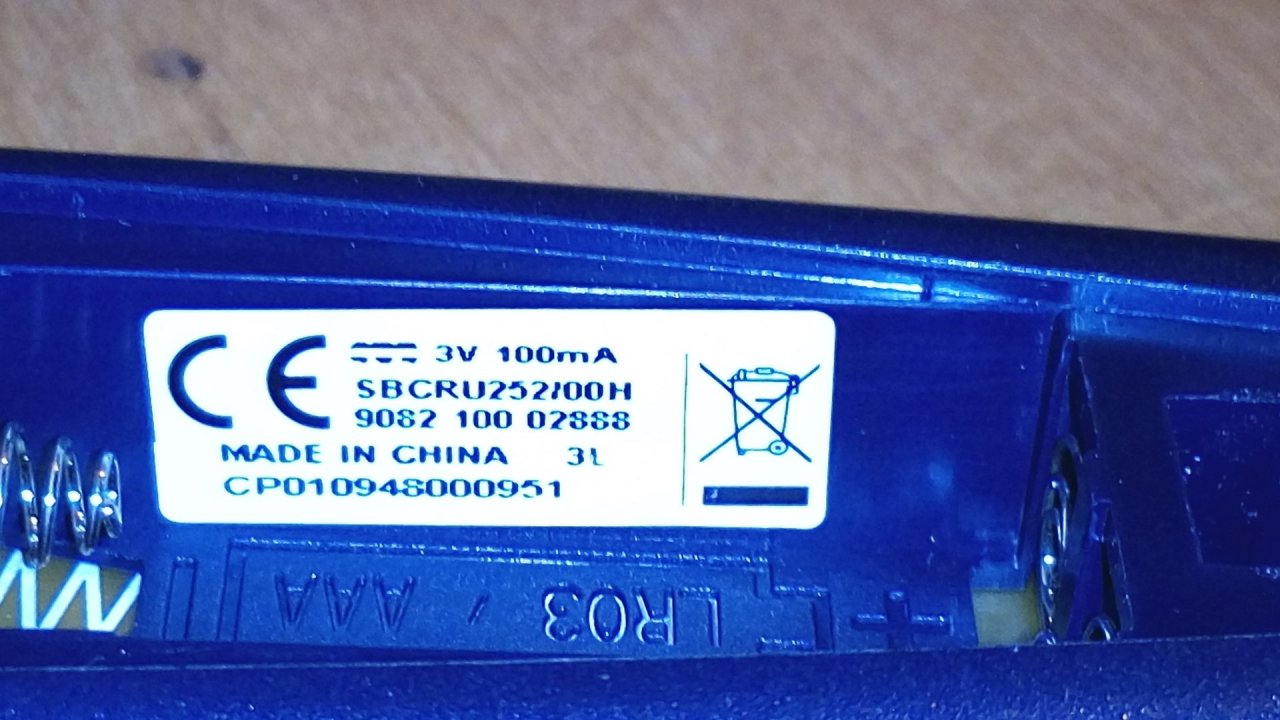 CE
3V 100mA
SBCRU252/00H
9082 100 02888
MADE IN CHINA 3L
CP010948000951
LR03 / AAA
+